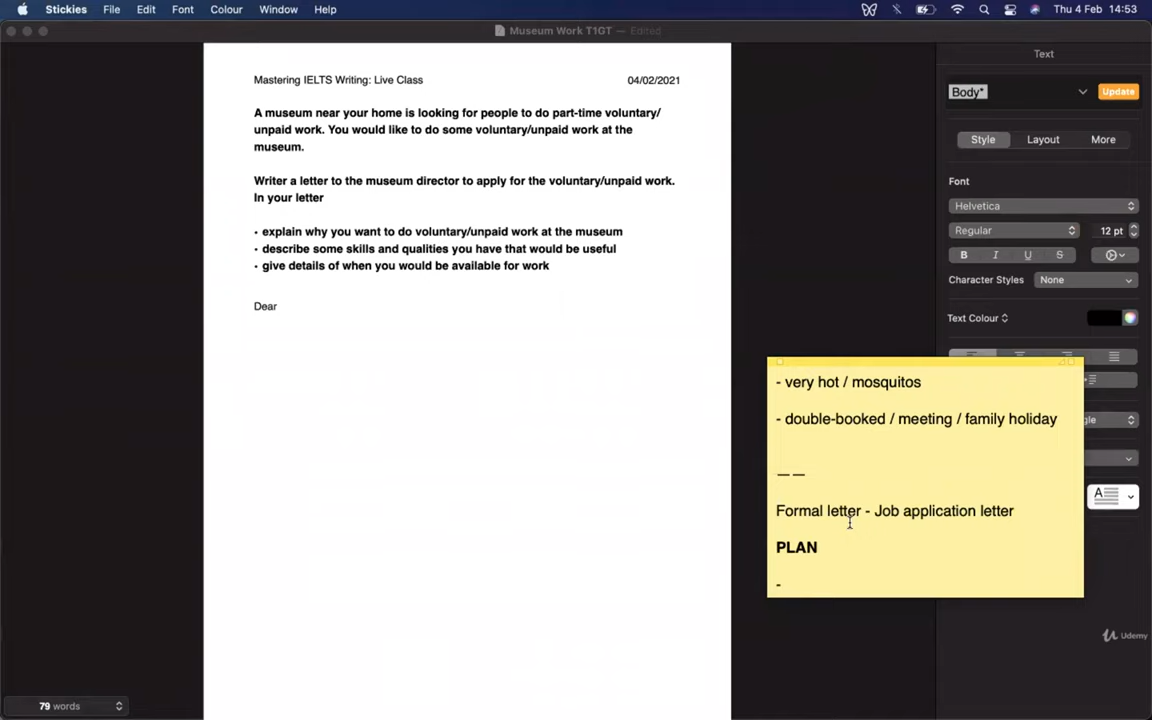 Stickies File Edit Font Colour Window Help Thu 4 Feb 14:53
Museum Work T1GT — Edited
Text
Mastering IELTS Writing: Live Class 04/02/2021
Body* Update
A museum near your home is looking for people to do part-time voluntary/
unpaid work. You would like to do some voluntary/unpaid work at the
museum.
Style Layout More
Writer a letter to the museum director to apply for the voluntary/unpaid work.
In your letter
Font
Helvetica
• explain why you want to do voluntary/unpaid work at the museum
• describe some skills and qualities you have that would be useful
• give details of when you would be available for work
Regular 12 pt
B I U S
Character Styles None
Dear
Text Colour
- very hot / mosquitos
- double-booked / meeting / family holiday
— —
Formal letter - Job application letter
PLAN
-
A
Udemy
79 words